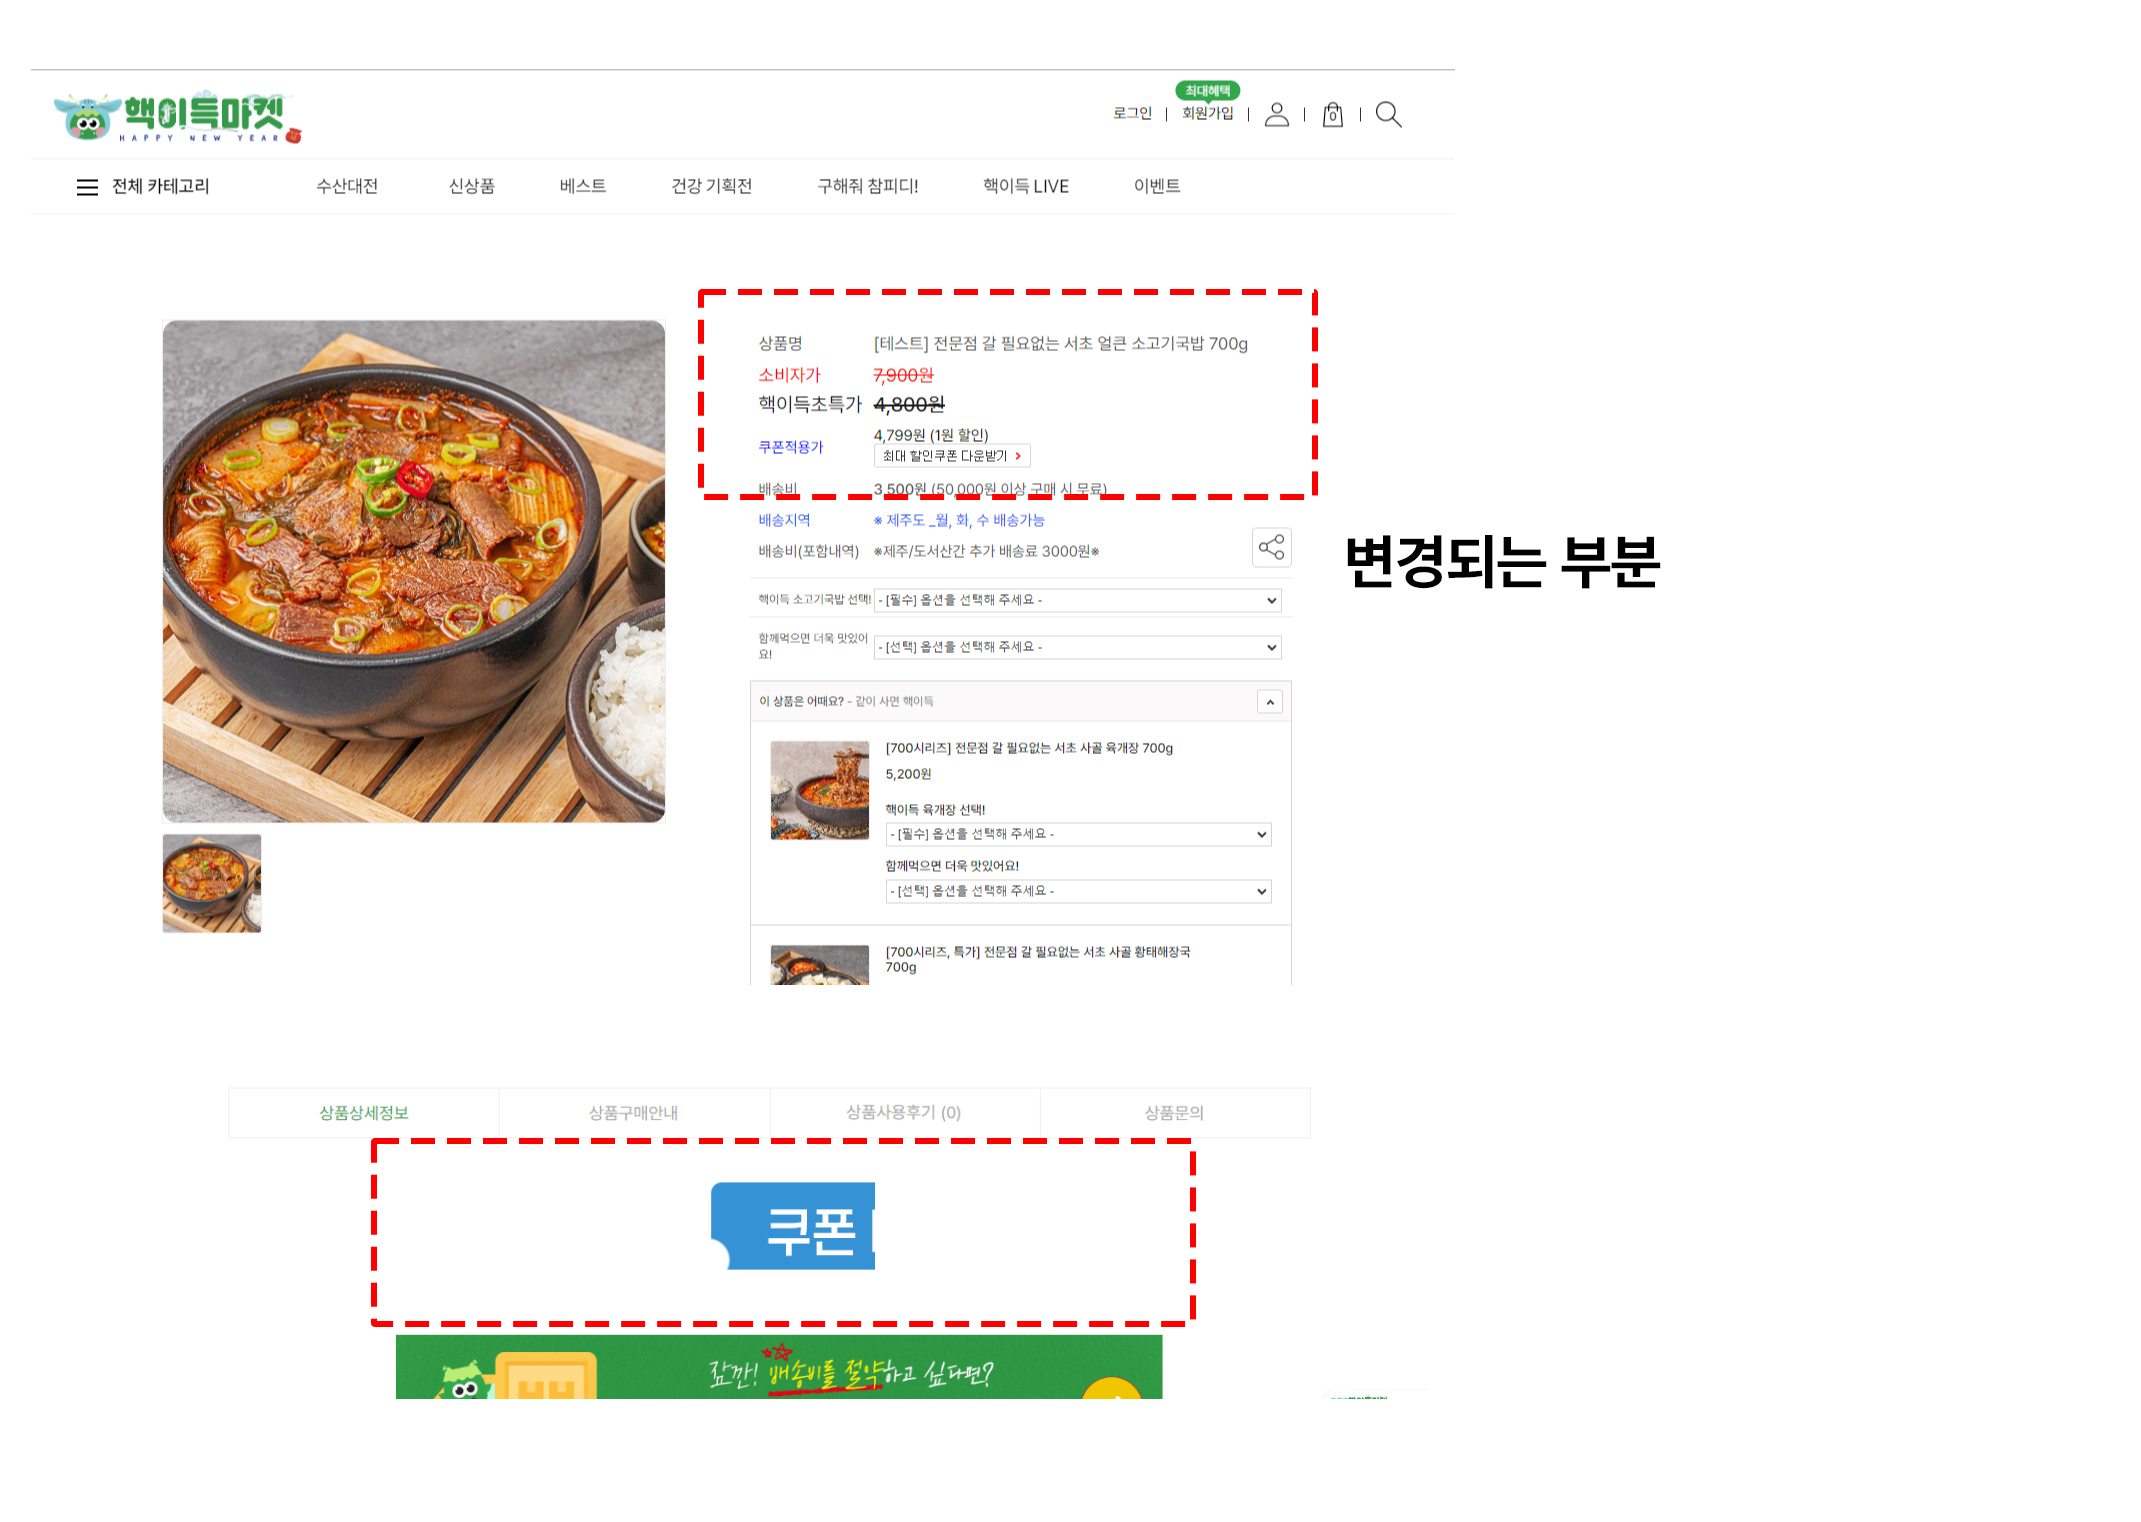 핵이득마켓
HAPPY NEW YEAR
최대혜택
로그인 | 회원가입 | | 0 |
전체 카테고리 수산대전 신상품 베스트 건강 기획전 구해줘 참피디! 핵이득 LIVE 이벤트
상품명 [테스트] 전문점 갈 필요없는 서초 얼큰 소고기국밥 700g
소비자가 7,900원
핵이득초특가 4,800원
쿠폰적용가 4,799원 (1원 할인)
최대 할인쿠폰 다운받기
배송비 3,500원 (50,000원 이상 구매 시 무료)
배송지역 ※ 제주도 _월, 화, 수 배송가능
배송비(포함내역) ※제주/도서산간 추가 배송료 3000원※
변경되는 부분
핵이득 소고기국밥 선택! - [필수] 옵션을 선택해 주세요 -
함께먹으면 더욱 맛있어
요!
- [선택] 옵션을 선택해 주세요 -
이 상품은 어때요? - 같이 사면 핵이득
[700시리즈] 전문점 갈 필요없는 서초 사골 육개장 700g
5,200원
핵이득 육개장 선택!
- [필수] 옵션을 선택해 주세요 -
함께먹으면 더욱 맛있어요!
- [선택] 옵션을 선택해 주세요 -
[700시리즈, 특가] 전문점 갈 필요없는 서초 사골 황태해장국
700g
상품상세정보 상품구매안내 상품사용후기 (0) 상품문의
쿠폰
잠깐! 배송비를 절약하고 싶다면?